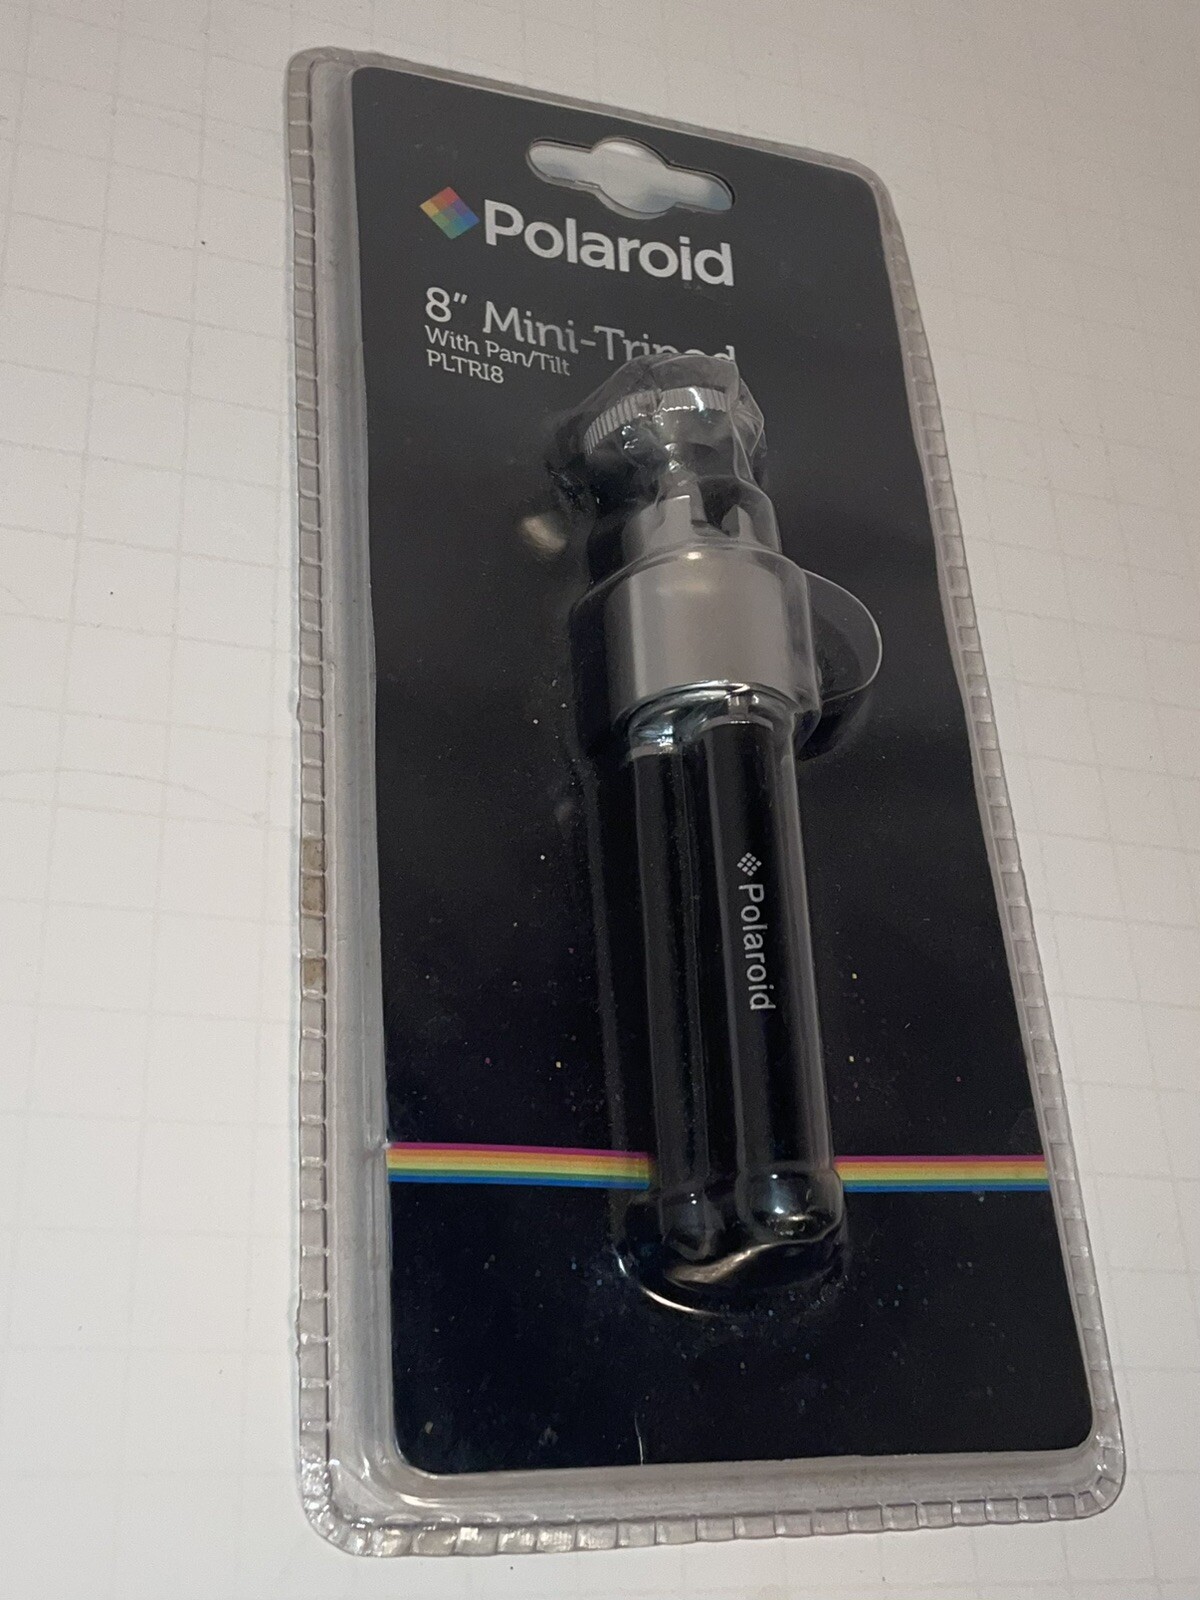 Polaroid
8” Mini-Tripod
With Pan/Tilt
PLTRI8
Polaroid